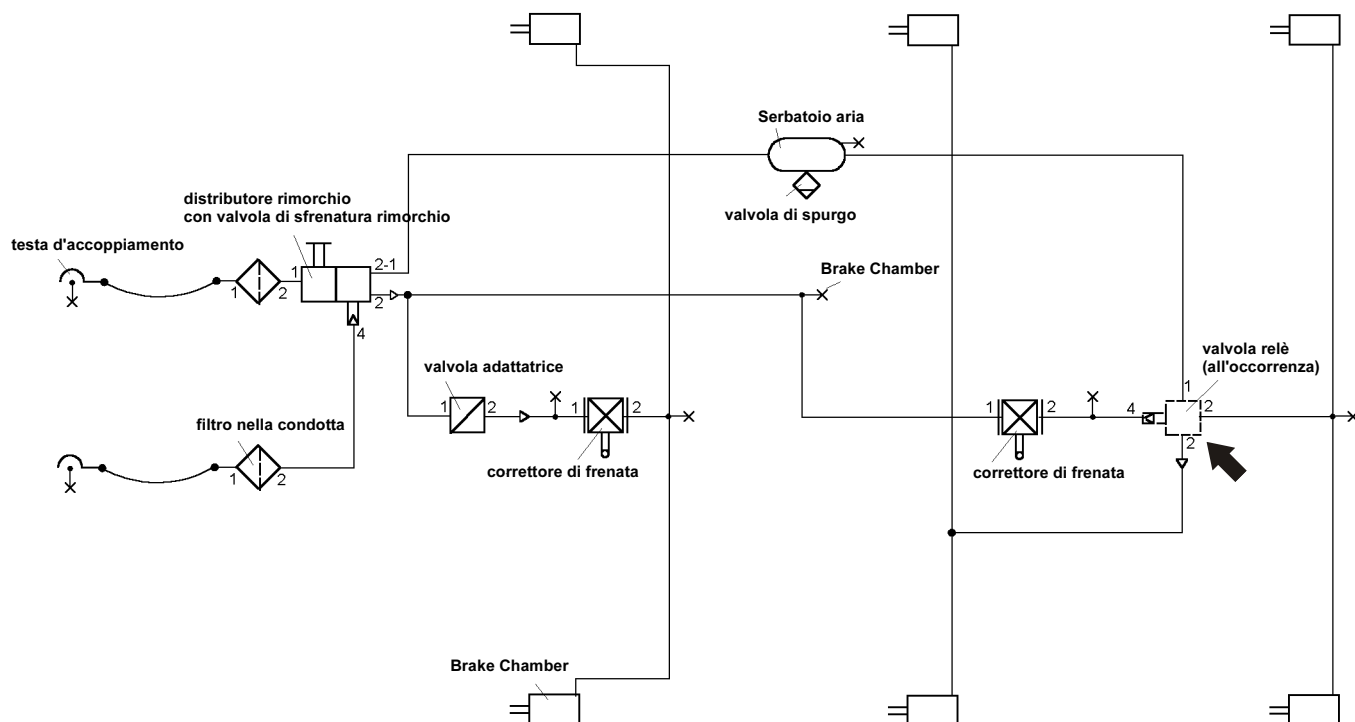 Serbatoio aria
distributore rimorchio
con valvola di sfrenatura rimorchio
valvola di spurgo
testa d'accoppiamento
2-1
1
1
2
2
Brake Chamber
4
valvola adattatrice
valvola relè
(all'occorrenza)
1
1
2
1
2
1
2
4
2
2
filtro nella condotta
1
2
correttore di frenata
correttore di frenata
Brake Chamber